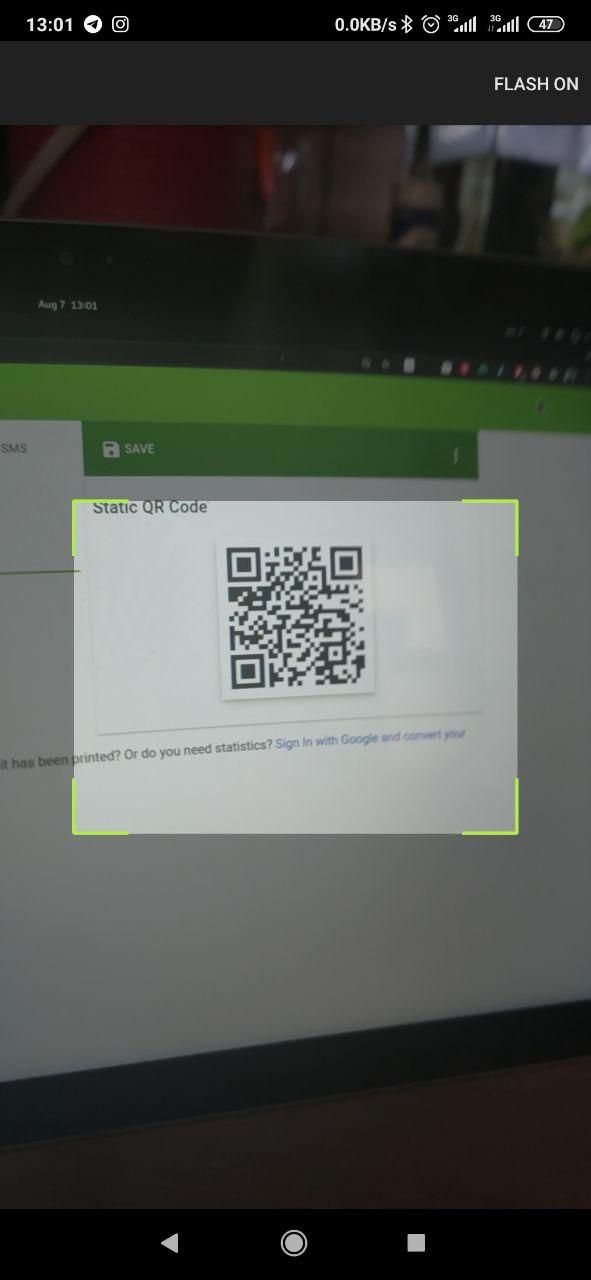 13:01
0.0KB/s
3G
3G
47
FLASH ON
Aug 7 13:01
SMS
SAVE
Static QR Code
it has been printed? Or do you need statistics? Sign In with Google and convert your